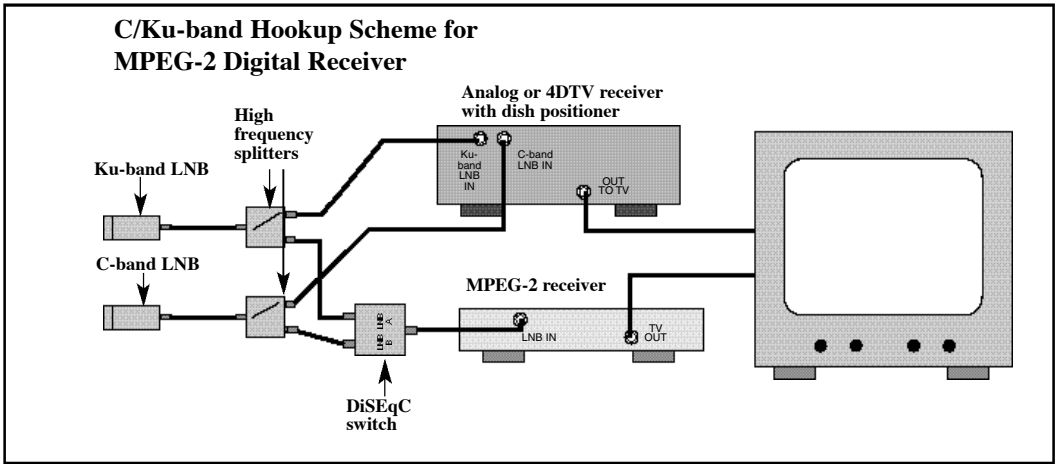 C/Ku-band Hookup Scheme for
MPEG-2 Digital Receiver
Analog or 4DTV receiver
with dish positioner
High
frequency
splitters
Ku-band LNB
Ku-
band
LNB
IN
C-band
LNB IN
OUT
TO TV
C-band LNB
MPEG-2 receiver
LNB A
LNB B
LNB IN
TV
OUT
DiSEqC
switch